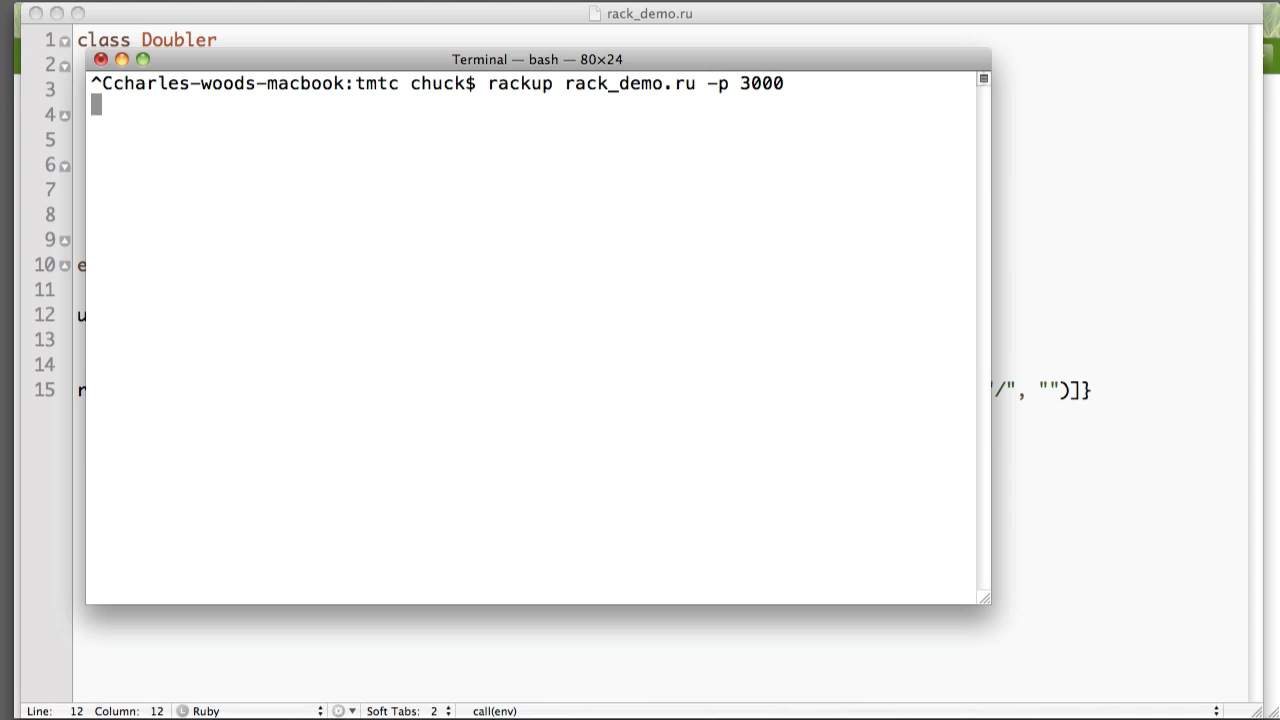 rack_demo.ru
1 class Doubler
Terminal — bash — 80×24
2
^Ccharles-woods-macbook:tmtc chuck$ rackup rack_demo.ru -p 3000
3
4
5
6
7
8
9
10 e
11
12 u
13
14
15 r "/", "")]}
Line: 12 Column: 12 L Ruby Soft Tabs: 2 call(env)